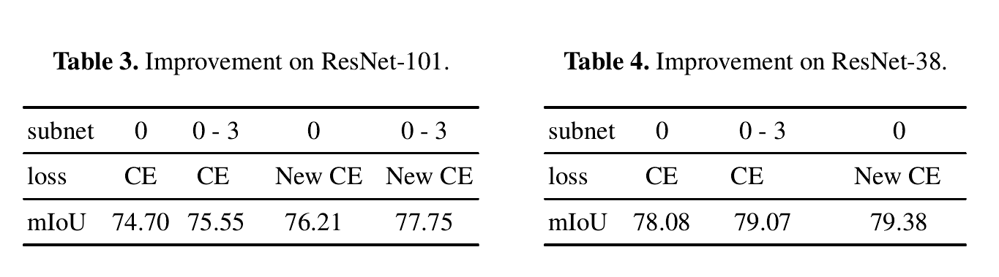 Table 3. Improvement on ResNet-101.
subnet 0 0 - 3 0 0 - 3
loss CE CE New CE New CE
mIoU 74.70 75.55 76.21 77.75
Table 4. Improvement on ResNet-38.
subnet 0 0 - 3 0
loss CE CE New CE
mIoU 78.08 79.07 79.38